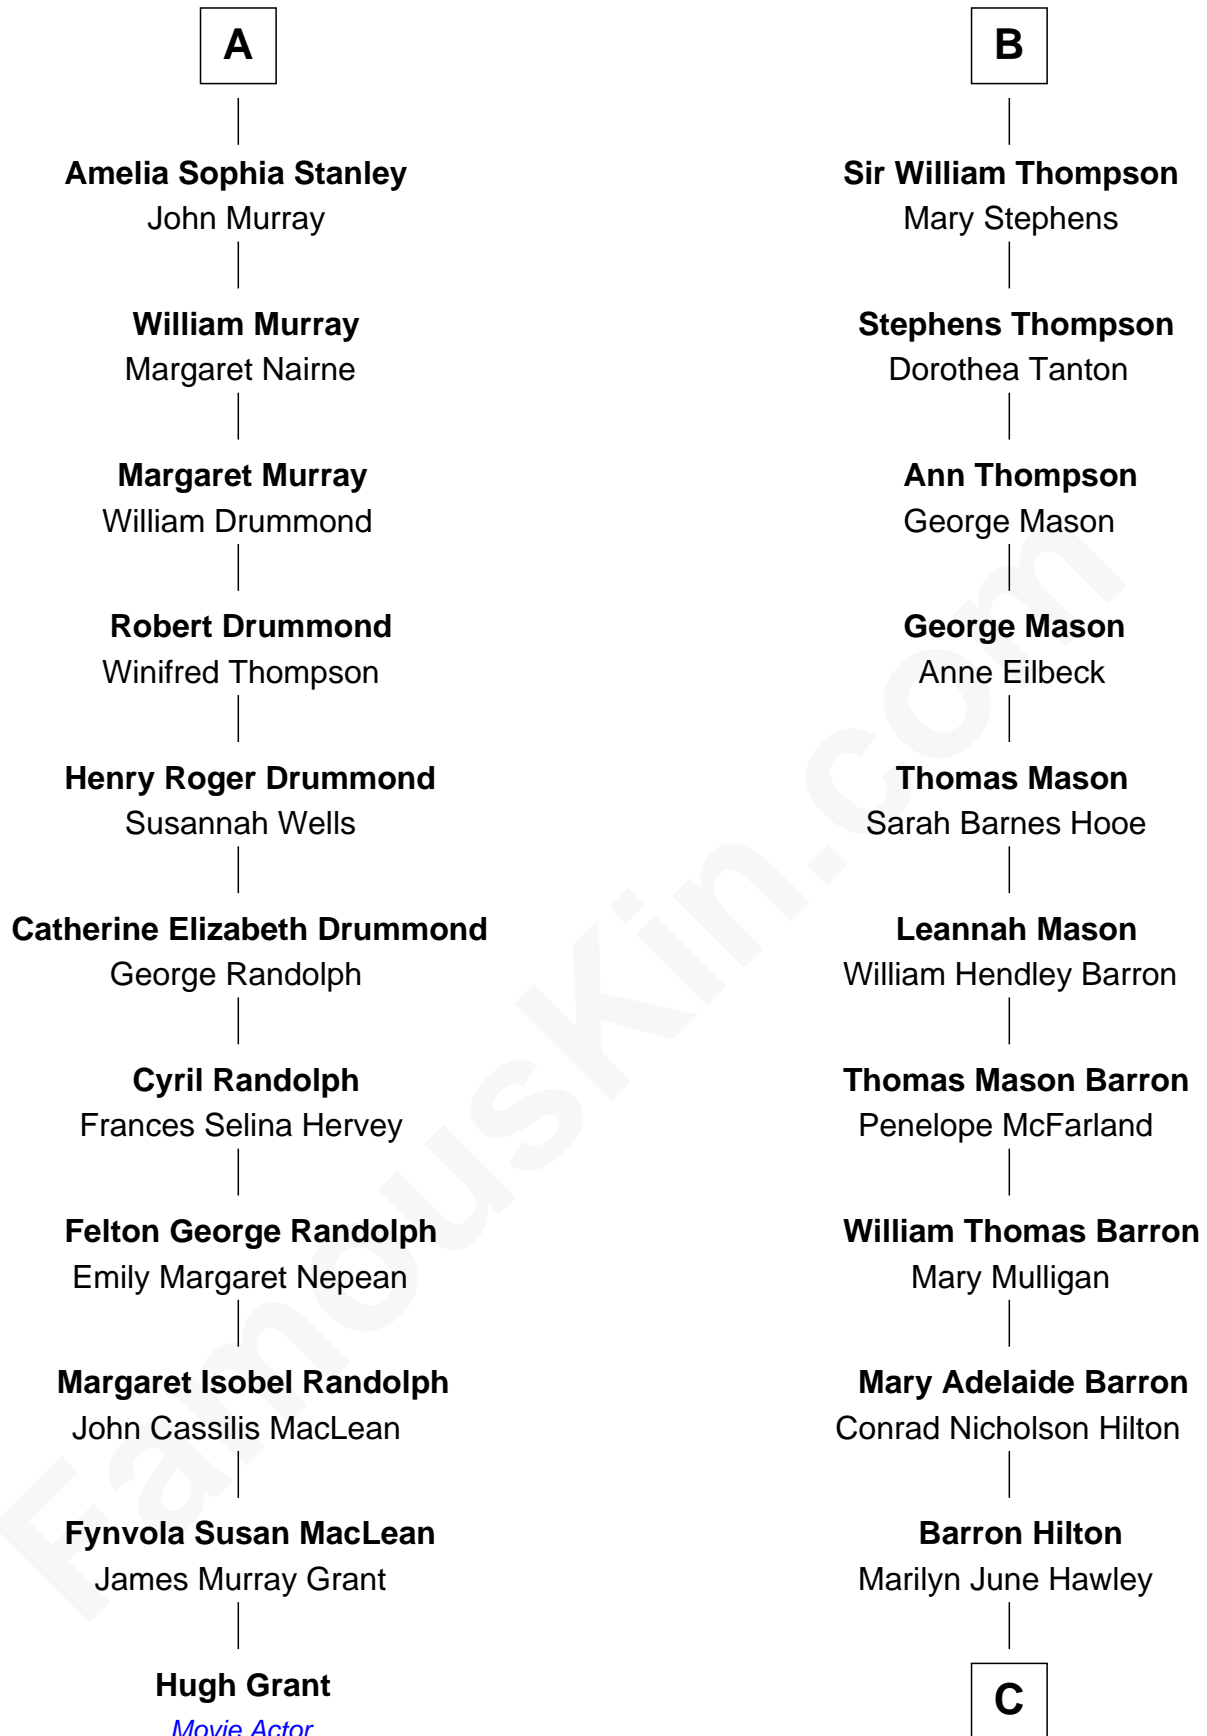 A
Amelia Sophia Stanley
John Murray
William Murray
Margaret Nairne
Margaret Murray
William Drummond
Robert Drummond
Winifred Thompson
Henry Roger Drummond
Susannah Wells
Catherine Elizabeth Drummond
George Randolph
Cyril Randolph
Frances Selina Hervey
Felton George Randolph
Emily Margaret Nepean
Margaret Isobel Randolph
John Cassilis MacLean
Fynvola Susan MacLean
James Murray Grant
Hugh Grant
Movie Actor
B
Sir William Thompson
Mary Stephens
Stephens Thompson
Dorothea Tanton
Ann Thompson
George Mason
George Mason
Anne Eilbeck
Thomas Mason
Sarah Barnes Hooe
Leannah Mason
William Hendley Barron
Thomas Mason Barron
Penelope McFarland
William Thomas Barron
Mary Mulligan
Mary Adelaide Barron
Conrad Nicholson Hilton
Barron Hilton
Marilyn June Hawley
C
FamousKin.com